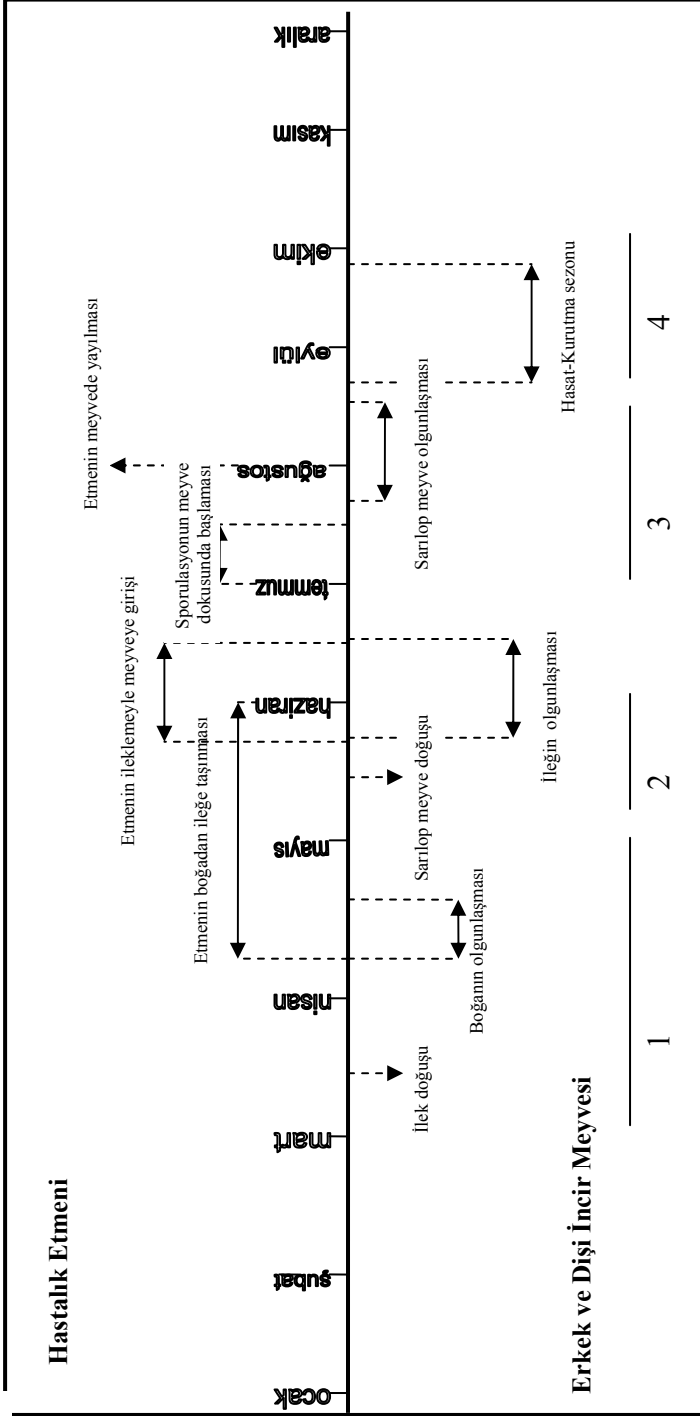 Hastalık Etmeni
Etmenin meyvede yayılması
Etmenin ileklemeyle meyveye girişi
Sporulasyonun meyve
dokusunda başlaması
Etmenin boğadan ileğe taşınması
ocak
şubat
mart
nisan
mayıs
haziran
temmuz
ağustos
eylül
ekim
kasım
aralık
İlek doğuşu
Sarılop meyve doğuşu
Sarılop meyve olgunlaşması
Boğanın olgunlaşması
İleğin olgunlaşması
Hasat-Kurutma sezonu
Erkek ve Dişi İncir Meyvesi
1
2
3
4